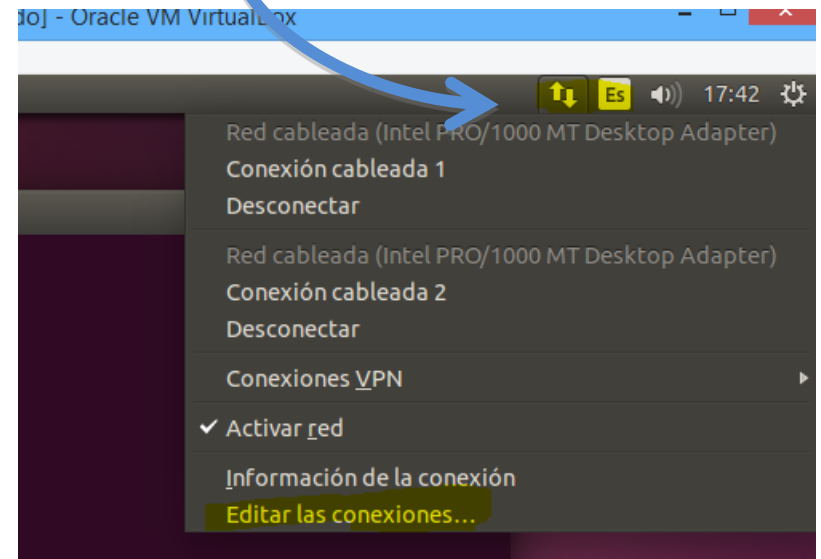 do] - Oracle VM VirtualBox
Es 17:42
Red cableada (Intel PRO/1000 MT Desktop Adapter)
Conexión cableada 1
Desconectar
Red cableada (Intel PRO/1000 MT Desktop Adapter)
Conexión cableada 2
Desconectar
Conexiones VPN
Activar red
Información de la conexión
Editar las conexiones...